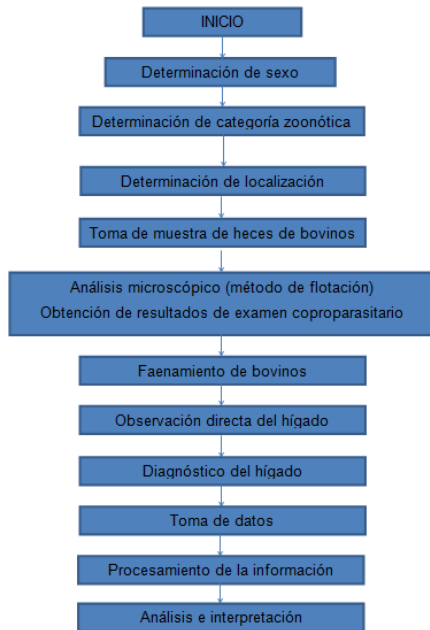 INICIO
Determinación de sexo
Determinación de categoría zoonótica
Determinación de localización
Toma de muestra de heces de bovinos
Análisis microscópico (método de flotación)
Obtención de resultados de examen coproparasitario
Faenamiento de bovinos
Observación directa del hígado
Diagnóstico del hígado
Toma de datos
Procesamiento de la información
Análisis e interpretación